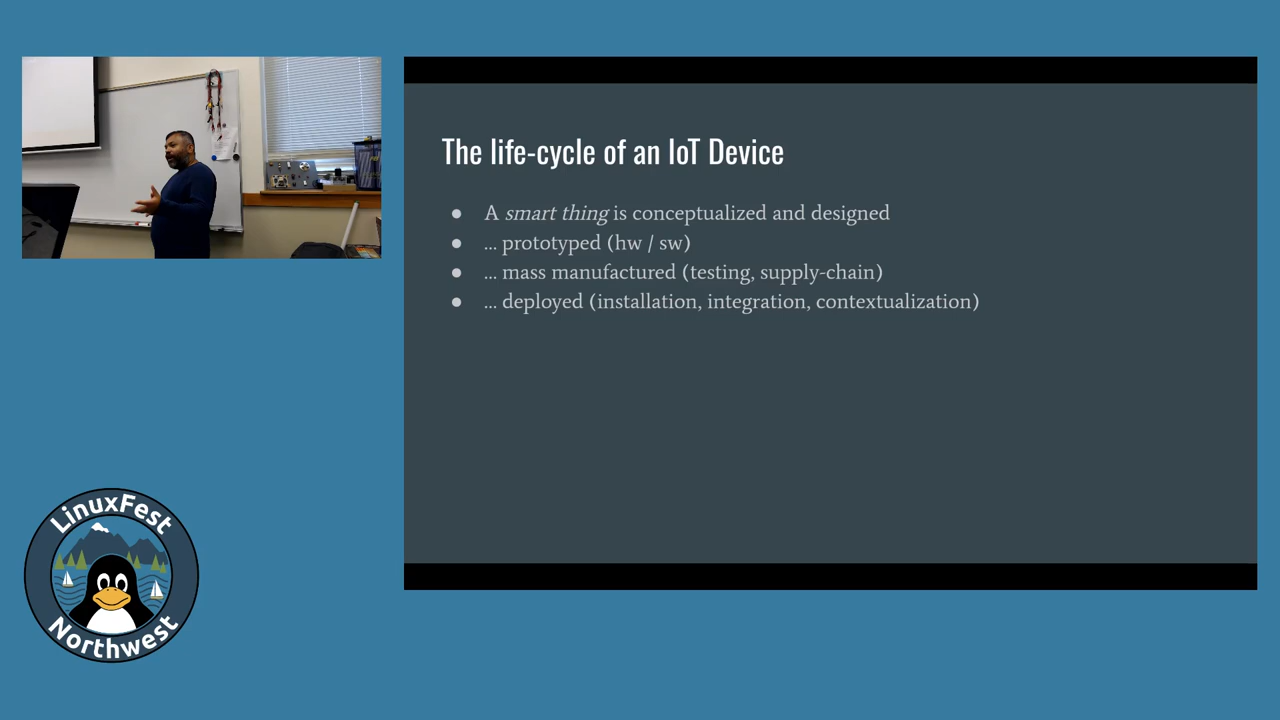 The life-cycle of an IoT Device
● A smart thing is conceptualized and designed
● ... prototyped (hw / sw)
● ... mass manufactured (testing, supply-chain)
● ... deployed (installation, integration, contextualization)
LinuxFest
Northwest